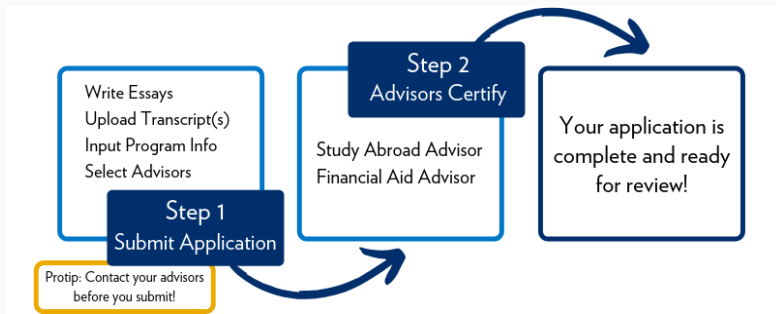 Write Essays
Upload Transcript(s)
Input Program Info
Select Advisors
Step 1
Submit Application
Protip: Contact your advisors
before you submit!
Step 2
Advisors Certify
Study Abroad Advisor
Financial Aid Advisor
Your application is
complete and ready
for review!